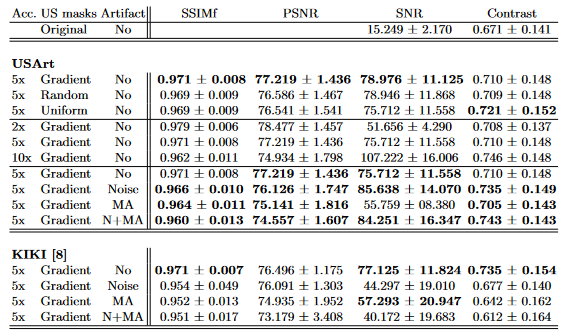 Acc. US masks Artifact SSIMf PSNR SNR Contrast
Original No 15.249 ± 2.170 0.671 ± 0.141
USArt
5x Gradient No 0.971 ± 0.008 77.219 ± 1.436 78.976 ± 11.125 0.710 ± 0.148
5x Random No 0.969 ± 0.009 76.586 ± 1.467 78.946 ± 11.868 0.709 ± 0.148
5x Uniform No 0.969 ± 0.009 76.541 ± 1.541 75.712 ± 11.558 0.721 ± 0.152
2x Gradient No 0.979 ± 0.006 78.477 ± 1.457 51.656 ± 4.290 0.708 ± 0.137
5x Gradient No 0.971 ± 0.008 77.219 ± 1.436 75.712 ± 11.558 0.710 ± 0.148
10x Gradient No 0.962 ± 0.011 74.934 ± 1.798 107.222 ± 16.006 0.746 ± 0.148
5x Gradient No 0.971 ± 0.008 77.219 ± 1.436 75.712 ± 11.558 0.710 ± 0.148
5x Gradient Noise 0.966 ± 0.010 76.126 ± 1.747 85.638 ± 14.070 0.735 ± 0.149
5x Gradient MA 0.964 ± 0.011 75.141 ± 1.816 55.759 ± 08.380 0.705 ± 0.143
5x Gradient N+MA 0.960 ± 0.013 74.557 ± 1.607 84.251 ± 16.347 0.743 ± 0.143
KIKI [8]
5x Gradient No 0.971 ± 0.007 76.496 ± 1.175 77.125 ± 11.824 0.735 ± 0.154
5x Gradient Noise 0.954 ± 0.049 76.091 ± 1.303 44.297 ± 19.010 0.677 ± 0.140
5x Gradient MA 0.952 ± 0.013 74.935 ± 1.952 57.293 ± 20.947 0.642 ± 0.162
5x Gradient N+MA 0.951 ± 0.017 73.179 ± 3.408 40.172 ± 19.683 0.612 ± 0.164